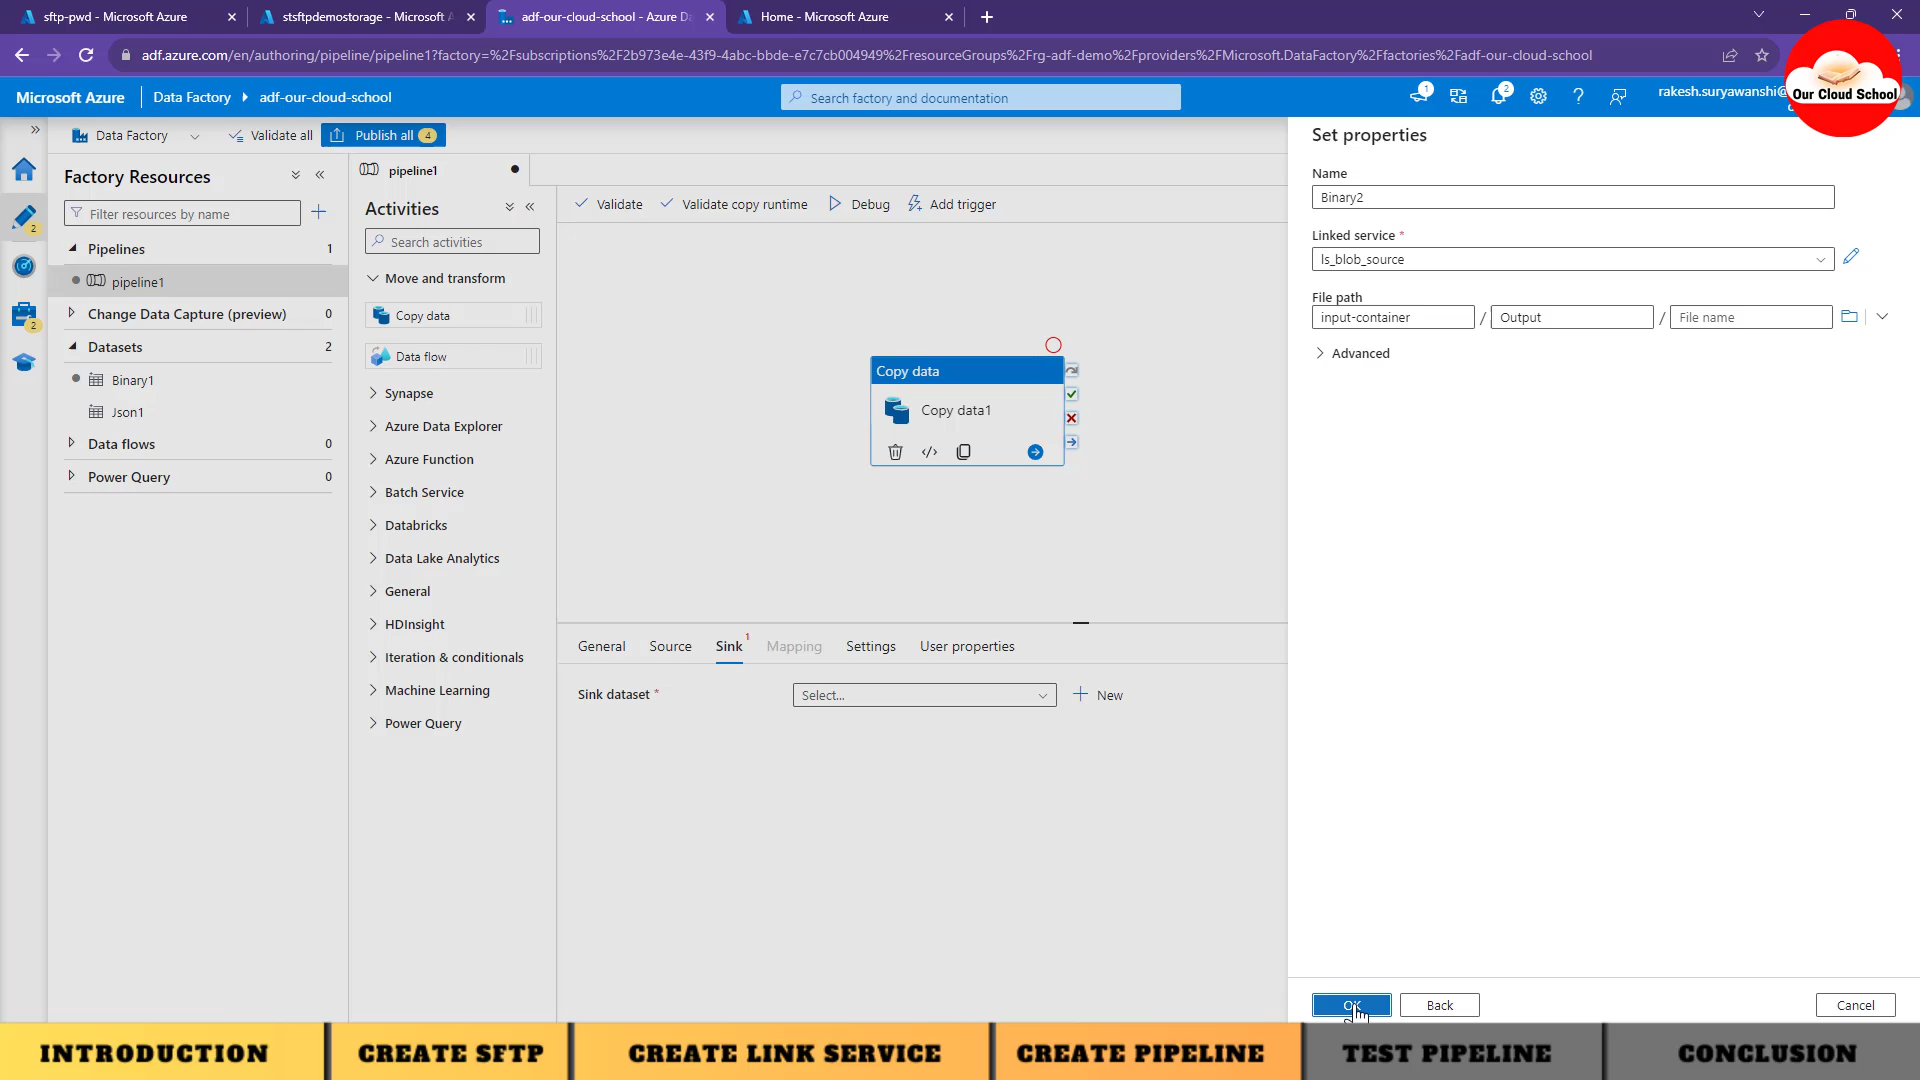 sftp-pwd - Microsoft Azure
stsftpdemostorage - Microsoft A
adf-our-cloud-school - Azure Da
Home - Microsoft Azure
adf.azure.com/en/authoring/pipeline/pipeline1?factory=%2Fsubscriptions%2F2b973e4e-43f9-4abc-bbde-e7c7cb004949%2FresourceGroups%2Frg-adf-demo%2Fproviders%2FMicrosoft.DataFactory%2Ffactories%2Fadf-our-cloud-school
Microsoft Azure
Data Factory
adf-our-cloud-school
Search factory and documentation
1
2
rakesh.suryawanshi@
Our Cloud School
Data Factory
Validate all
Publish all 4
Factory Resources
Filter resources by name
2
2
Pipelines 1
pipeline1
Change Data Capture (preview) 0
Datasets 2
Binary1
Json1
Data flows 0
Power Query 0
pipeline1
Activities
Search activities
Move and transform
Copy data
Data flow
Synapse
Azure Data Explorer
Azure Function
Batch Service
Databricks
Data Lake Analytics
General
HDInsight
Iteration & conditionals
Machine Learning
Power Query
Validate
Validate copy runtime
Debug
Add trigger
Copy data
Copy data1
General
Source
Sink 1
Mapping
Settings
User properties
Sink dataset *
Select...
New
Set properties
Name
Binary2
Linked service *
ls_blob_source
File path
input-container / Output / File name
Advanced
OK
Back
Cancel
INTRODUCTION
CREATE SFTP
CREATE LINK SERVICE
CREATE PIPELINE
TEST PIPELINE
CONCLUSION